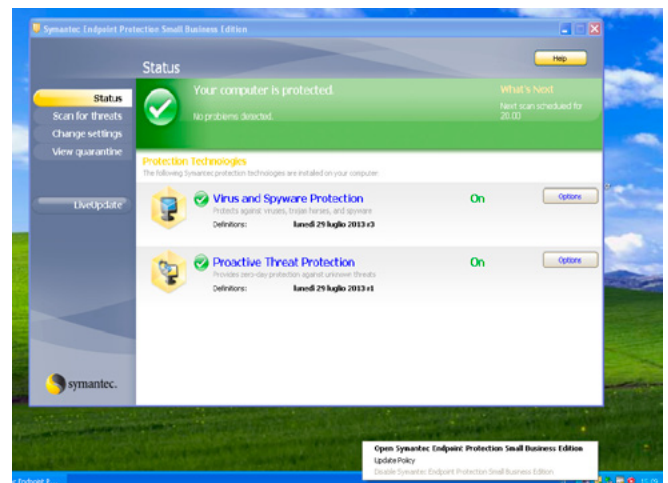 Symantec Endpoint Protection Small Business Edition
Help
Status
Your computer is protected.
No problems detected.
What's Next
Next scan scheduled for
20.00
Status
Scan for threats
Change settings
View quarantine
LiveUpdate
Protection Technologies
The following Symantec protection technologies are installed on your computer.
Virus and Spyware Protection
On
Options
Protects against viruses, trojan horses, and spyware
Definitions:
lunedì 29 luglio 2013 r3
Proactive Threat Protection
On
Options
Provides zero-day protection against unknown threats
Definitions:
lunedì 29 luglio 2013 r1
symantec.
Open Symantec Endpoint Protection Small Business Edition
Update Policy
Disable Symantec Endpoint Protection Small Business Edition